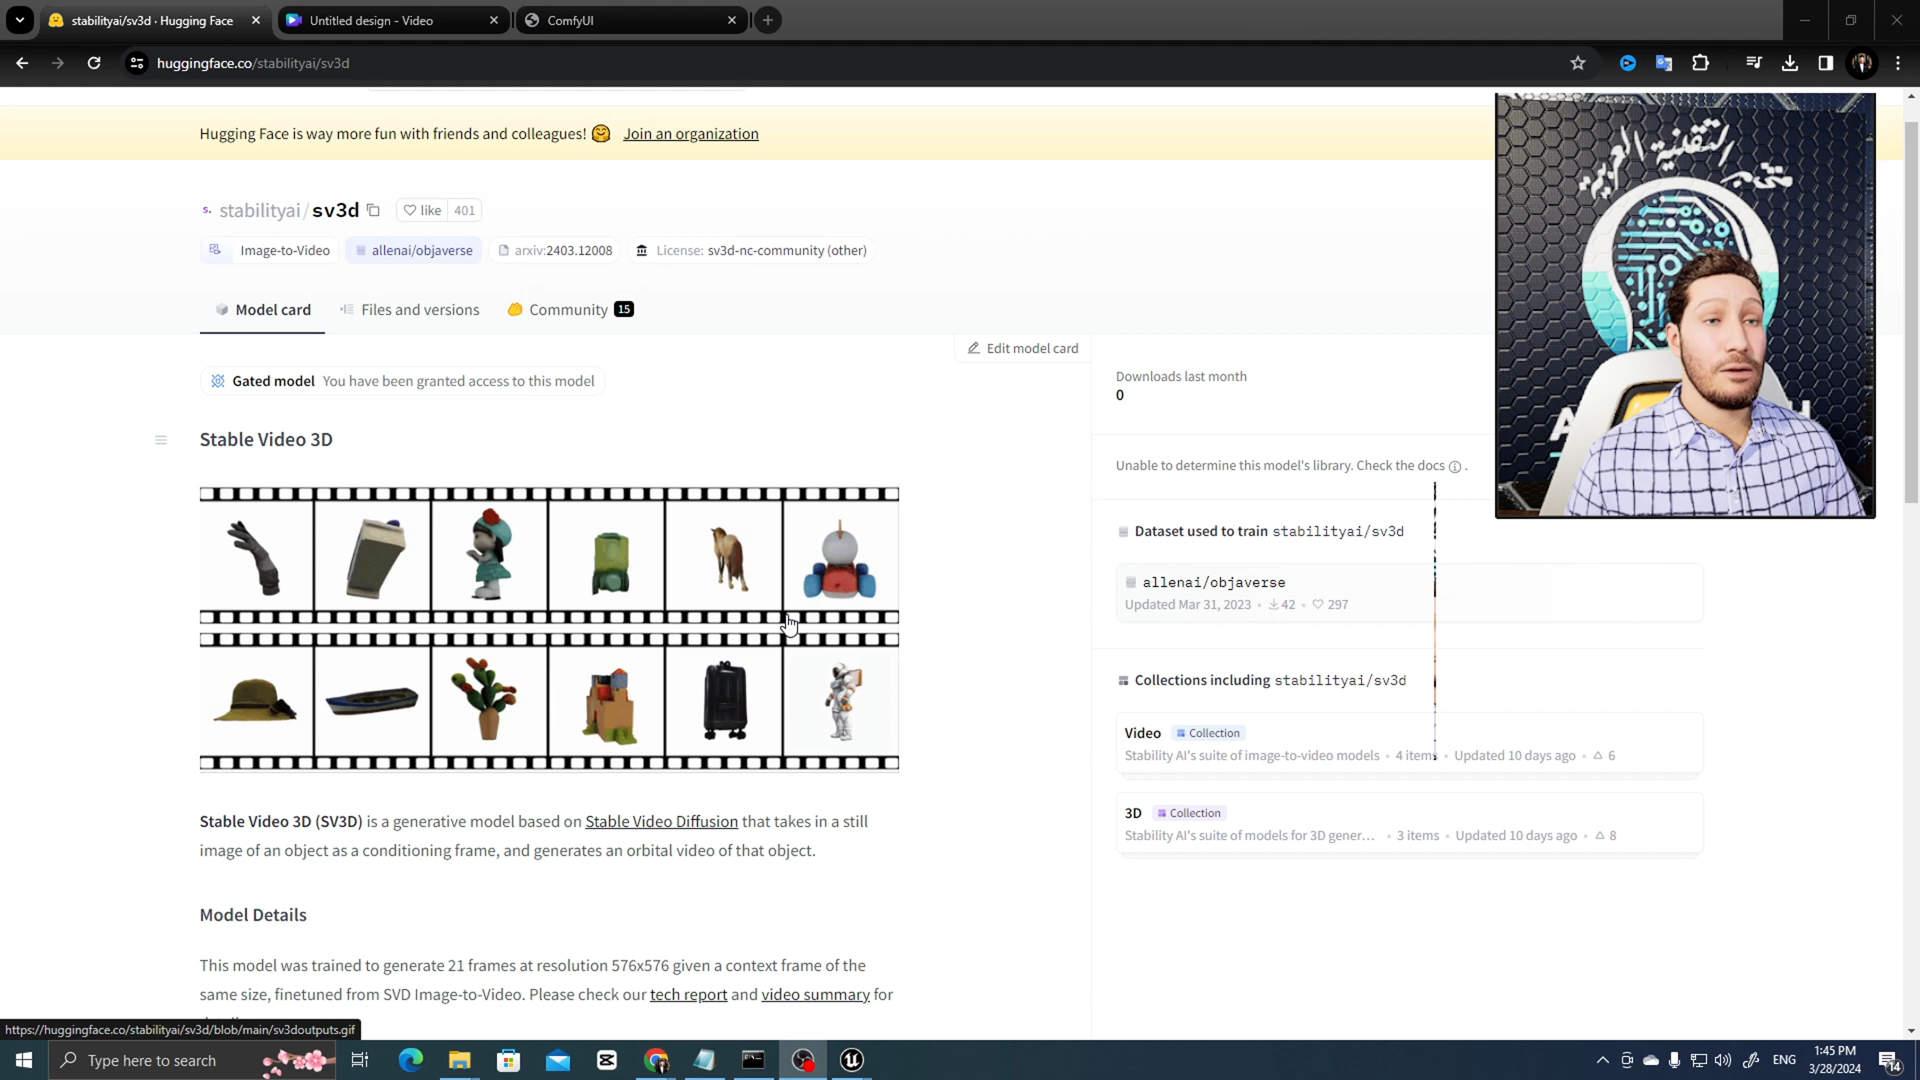 stabilityai/sv3d · Hugging Face
Untitled design - Video
ComfyUI
huggingface.co/stabilityai/sv3d
Hugging Face is way more fun with friends and colleagues! 🤗 Join an organization
stabilityai/sv3d
like 401
Image-to-Video
allenai/objaverse
arxiv:2403.12008
License: sv3d-nc-community (other)
Model card
Files and versions
Community 15
Edit model card
Gated model You have been granted access to this model
Downloads last month
0
Stable Video 3D
Unable to determine this model's library. Check the docs .
Dataset used to train stabilityai/sv3d
allenai/objaverse
Updated Mar 31, 2023 • 42 • 297
Collections including stabilityai/sv3d
Video Collection
Stability AI's suite of image-to-video models • 4 items • Updated 10 days ago • 6
3D Collection
Stability AI's suite of models for 3D gener... • 3 items • Updated 10 days ago • 8
Stable Video 3D (SV3D) is a generative model based on Stable Video Diffusion that takes in a still
image of an object as a conditioning frame, and generates an orbital video of that object.
Model Details
This model was trained to generate 21 frames at resolution 576x576 given a context frame of the
same size, finetuned from SVD Image-to-Video. Please check our tech report and video summary for
https://huggingface.co/stabilityai/sv3d/blob/main/sv3doutputs.gif
Type here to search
ENG
1:45 PM
3/28/2024
14